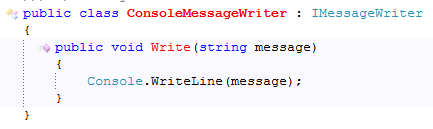 public class ConsoleMessageWriter : IMessageWriter
{
    public void Write(string message)
    {
        Console.WriteLine(message);
    }
}